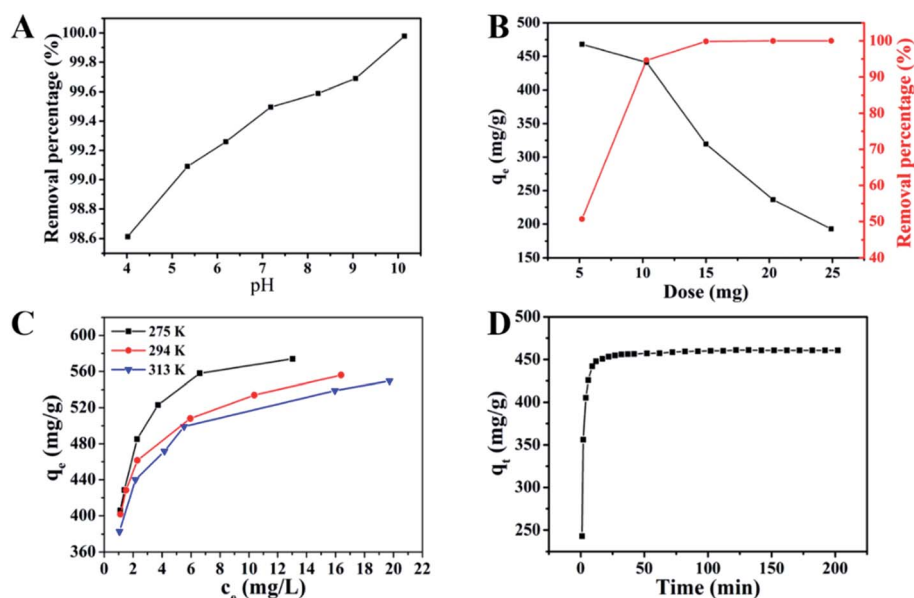 A
Removal percentage (%)
100.0
99.8
99.6
99.4
99.2
99.0
98.8
98.6
4 5 6 7 8 9 10
pH
B
qe (mg/g)
500
450
400
350
300
250
200
150
5 10 15 20 25
Dose (mg)
100
90
80
70
60
50
40
Removal percentage (%)
C
qe (mg/g)
600
560
520
480
440
400
360
275 K
294 K
313 K
0 2 4 6 8 10 12 14 16 18 20 22
ce (mg/L)
D
qt (mg/g)
500
450
400
350
300
250
0 50 100 150 200
Time (min)